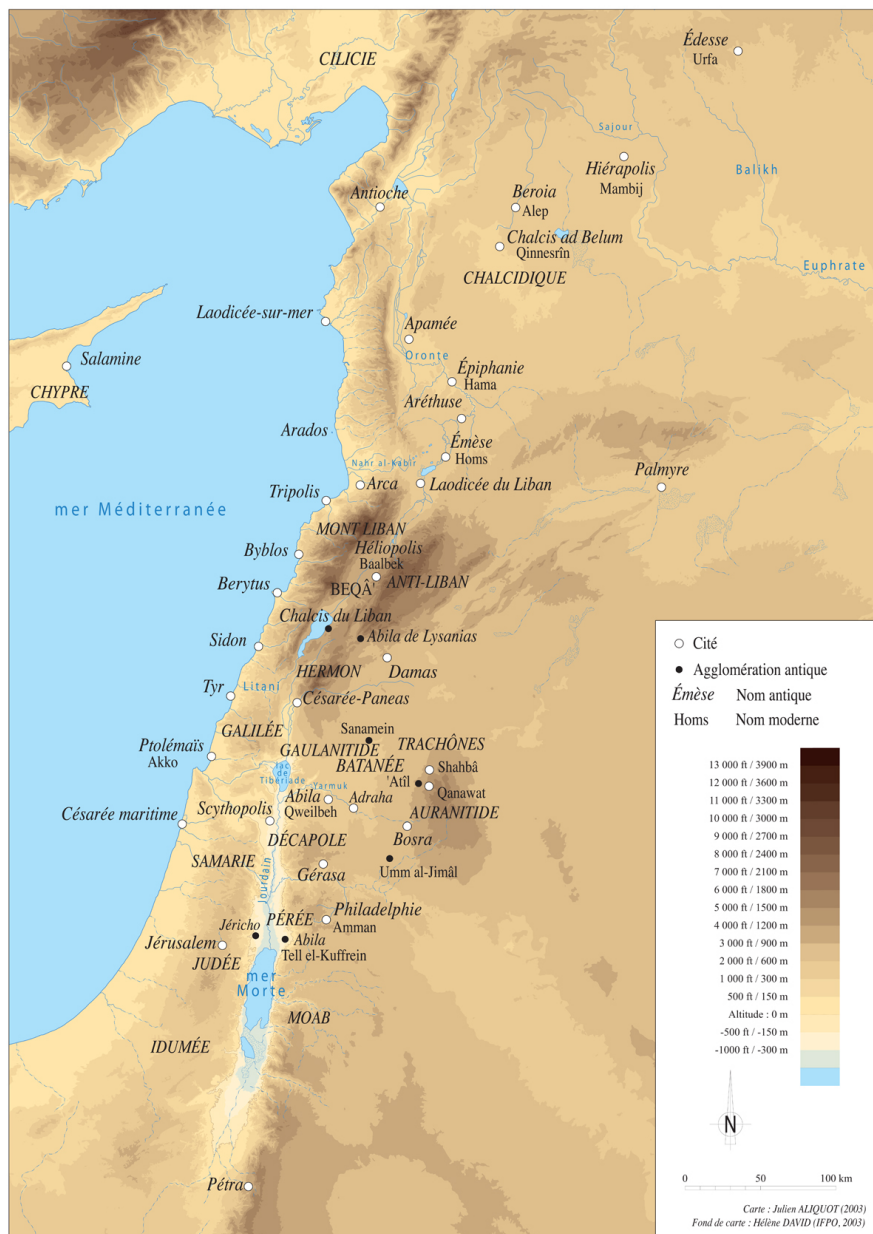 CILICIE
Édesse
Urfa
Sajour
Hiérapolis
Mambij
Balikh
Antioche
Beroia
Alep
Chalcis ad Belum
Qinnesrîn
CHALCIDIQUE
Euphrate
Laodicée-sur-mer
Apamée
Oronte
Salamine
CHYPRE
Épiphanie
Hama
Aréthuse
Arados
Émèse
Homs
Nahr al-Kabîr
Arca
Laodicée du Liban
Palmyre
Tripolis
mer Méditerranée
MONT LIBAN
Byblos
Héliopolis
Baalbek
Berytus
BEQÂ'
ANTI-LIBAN
Chalcis du Liban
Abila de Lysanias
Sidon
HERMON
Damas
Tyr
Litani
Césarée-Paneas
GALILÉE
Sanamein
Ptolémaïs
Akko
GAULANITIDE
TRACHÔNES
BATANÉE
Shahbâ
lac
de
Tibériade
Yarmuk
'Atîl
Qanawat
Césarée maritime
Scythopolis
Abila
Qweilbeh
Adraha
AURANITIDE
DÉCAPOLE
Bosra
SAMARIE
Jourdain
Gérasa
Umm al-Jimâl
Philadelphie
Amman
PÉRÉE
Jéricho
Jérusalem
Abila
Tell el-Kuffrein
JUDÉE
mer
Morte
MOAB
IDUMÉE
Pétra
Cité
Agglomération antique
Émèse Nom antique
Homs Nom moderne
13 000 ft / 3900 m
12 000 ft / 3600 m
11 000 ft / 3300 m
10 000 ft / 3000 m
9 000 ft / 2700 m
8 000 ft / 2400 m
7 000 ft / 2100 m
6 000 ft / 1800 m
5 000 ft / 1500 m
4 000 ft / 1200 m
3 000 ft / 900 m
2 000 ft / 600 m
1 000 ft / 300 m
500 ft / 150 m
Altitude : 0 m
-500 ft / -150 m
-1000 ft / -300 m
N
0 50 100 km
Carte : Julien ALIQUOT (2003)
Fond de carte : Hélène DAVID (IFPO, 2003)